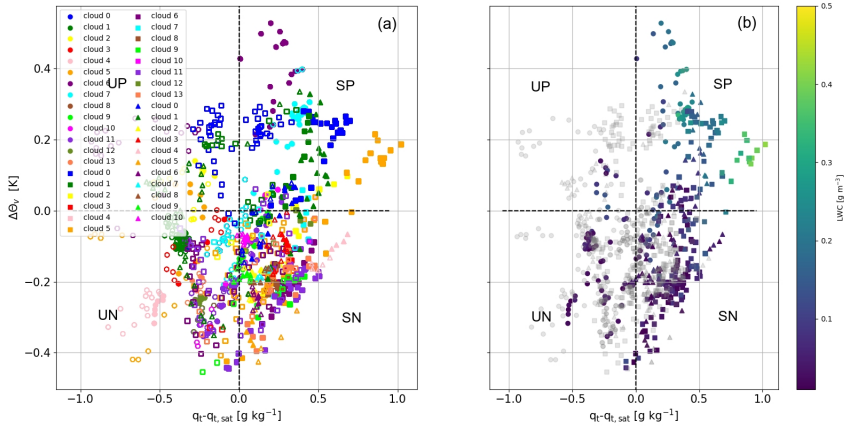 (a)
cloud 0
cloud 1
cloud 2
cloud 3
cloud 4
cloud 5
cloud 6
cloud 7
cloud 8
cloud 9
cloud 10
cloud 11
cloud 12
cloud 13
cloud 0
cloud 1
cloud 2
cloud 3
cloud 4
cloud 5
cloud 6
cloud 7
cloud 8
cloud 9
cloud 10
cloud 11
cloud 12
cloud 13
cloud 0
cloud 1
cloud 2
cloud 3
cloud 4
cloud 5
cloud 6
cloud 7
cloud 8
cloud 9
cloud 10
UP
SP
UN
SN
0.4
0.2
0.0
−0.2
−0.4
ΔΘᵥ [K]
−1.0 −0.5 0.0 0.5 1.0
qₜ-qₜ,ₛₐₜ [g kg⁻¹]
(b)
UP
SP
UN
SN
−1.0 −0.5 0.0 0.5 1.0
qₜ-qₜ,ₛₐₜ [g kg⁻¹]
0.5
0.4
0.3
0.2
0.1
LWC [g m⁻³]